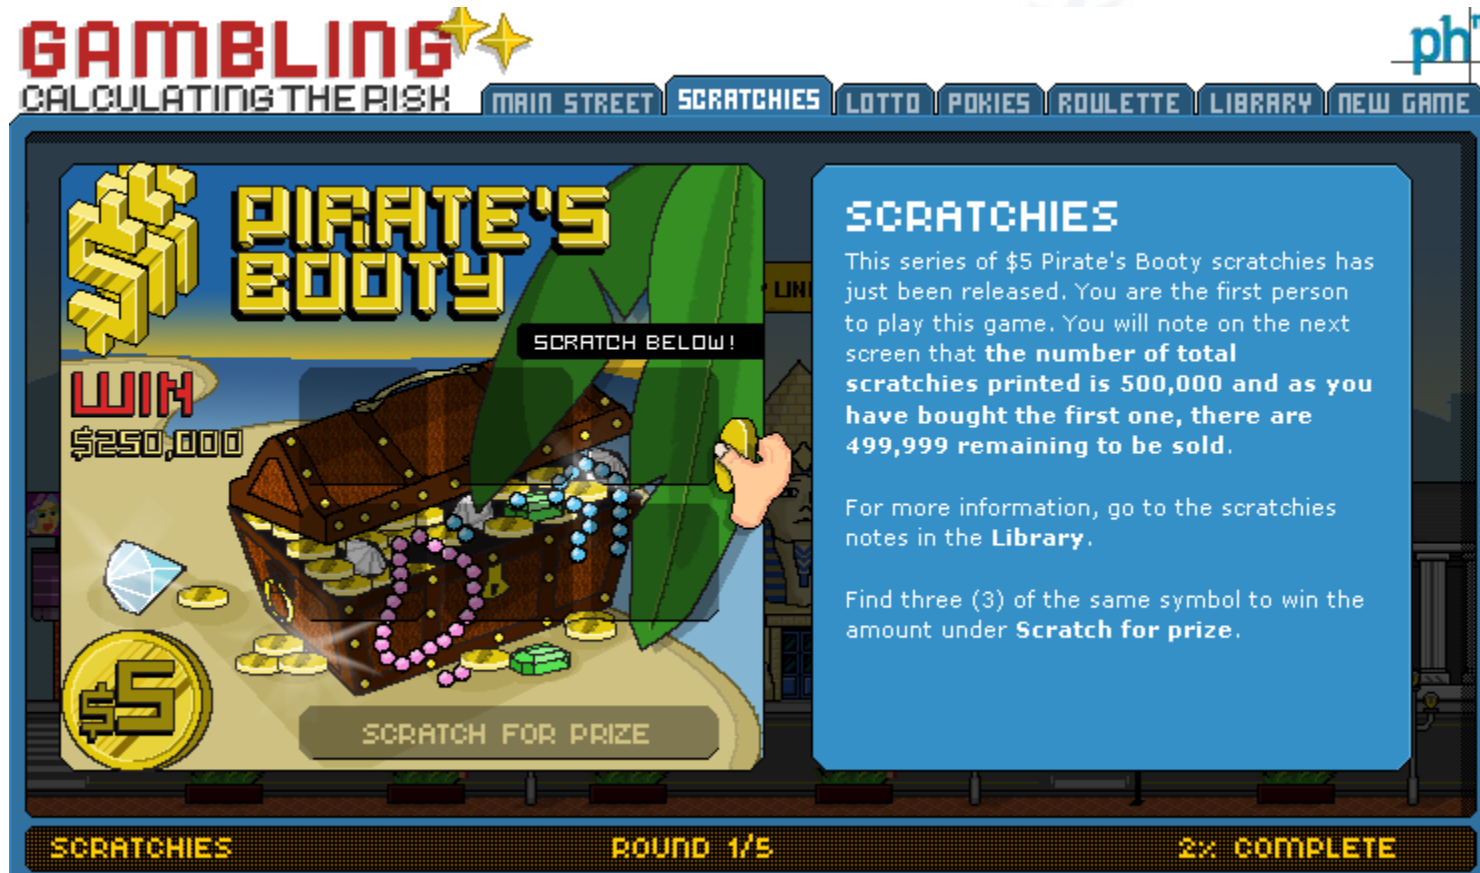 GAMBLING
CALCULATING THE RISK
MAIN STREET
SCRATCHIES
LOTTO
POKIES
ROULETTE
LIBRARY
NEW GAME
PIRATE'S
BOOTY
SCRATCH BELOW!
WIN
$250,000
$5
SCRATCH FOR PRIZE
SCRATCHIES
This series of $5 Pirate's Booty scratchies has
just been released. You are the first person
to play this game. You will note on the next
screen that the number of total
scratchies printed is 500,000 and as you
have bought the first one, there are
499,999 remaining to be sold.
For more information, go to the scratchies
notes in the Library.
Find three (3) of the same symbol to win the
amount under Scratch for prize.
SCRATCHIES
ROUND 1/5
2% COMPLETE